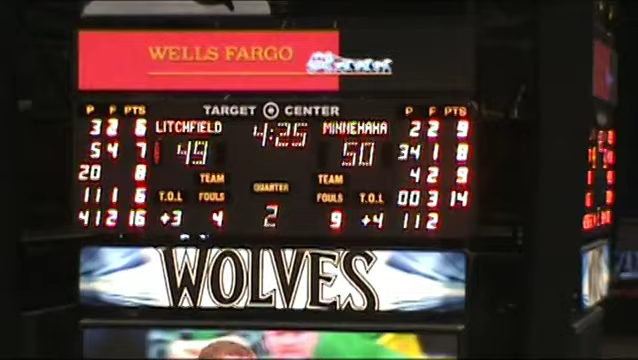 WELLS FARGO
TARGET CENTER
P F PTS
P F PTS
LITCHFIELD 4:25 MINNEHAHA
49 50
3 2 6
5 4 7
20 8
11 1 6
41 2 16
2 2 9
34 1 8
4 2 9
00 3 14
11 2
TEAM QUARTER TEAM
T.O.L FOULS FOULS T.O.L
+3 4 2 9 +4
WOLVES